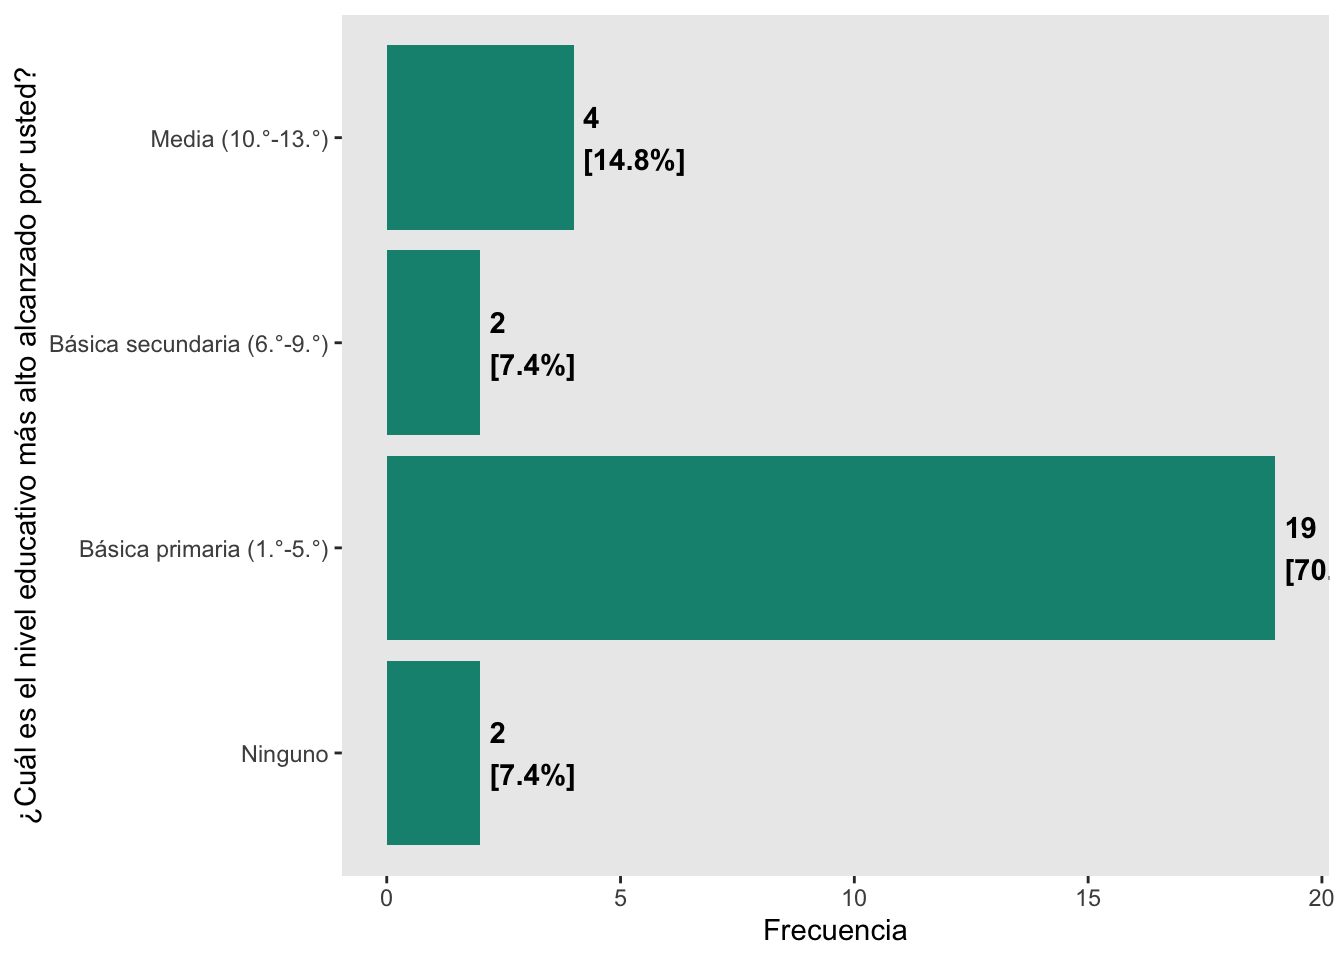 ¿Cuál es el nivel educativo más alto alcanzado por usted?
Media (10.°-13.°)
4
[14.8%]
Básica secundaria (6.°-9.°)
2
[7.4%]
Básica primaria (1.°-5.°)
19
[70.
Ninguno
2
[7.4%]
0 5 10 15 20
Frecuencia